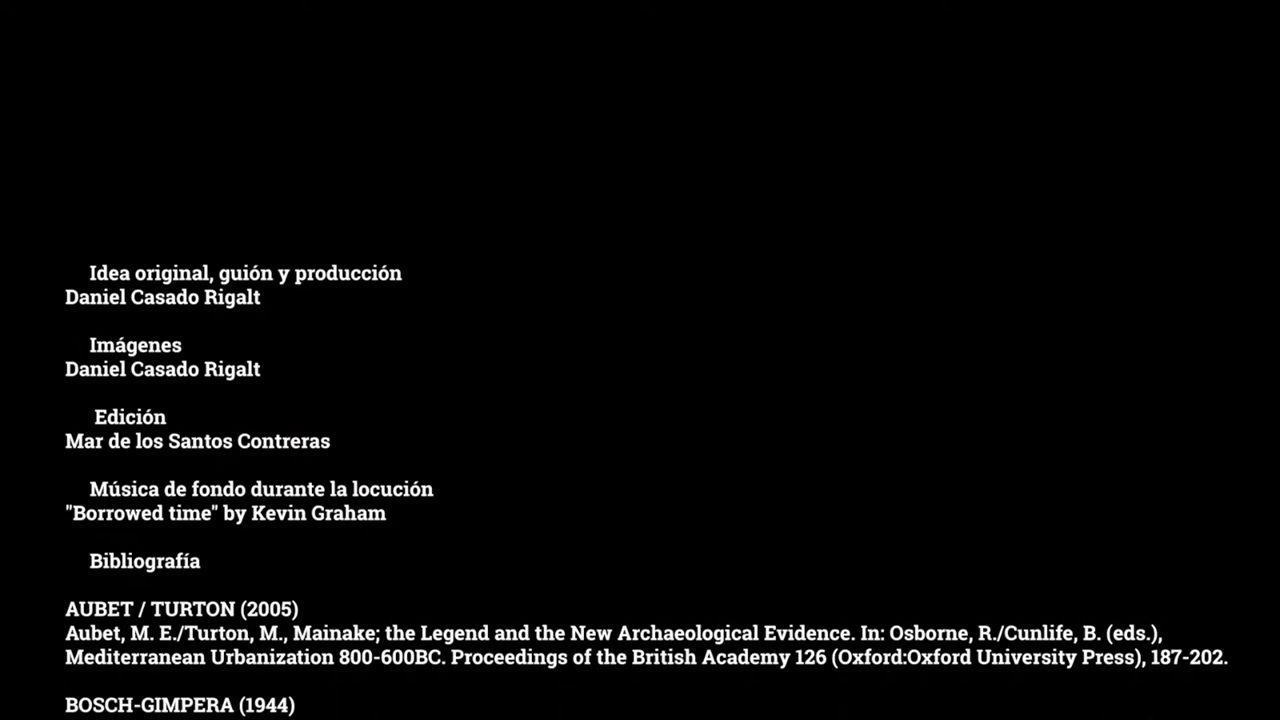 Idea original, guión y producción
Daniel Casado Rigalt
Imágenes
Daniel Casado Rigalt
Edición
Mar de los Santos Contreras
Música de fondo durante la locución
"Borrowed time" by Kevin Graham
Bibliografía
AUBET / TURTON (2005)
Aubet, M. E./Turton, M., Mainake; the Legend and the New Archaeological Evidence. In: Osborne, R./Cunlife, B. (eds.),
Mediterranean Urbanization 800-600BC. Proceedings of the British Academy 126 (Oxford:Oxford University Press), 187-202.
BOSCH-GIMPERA (1944)